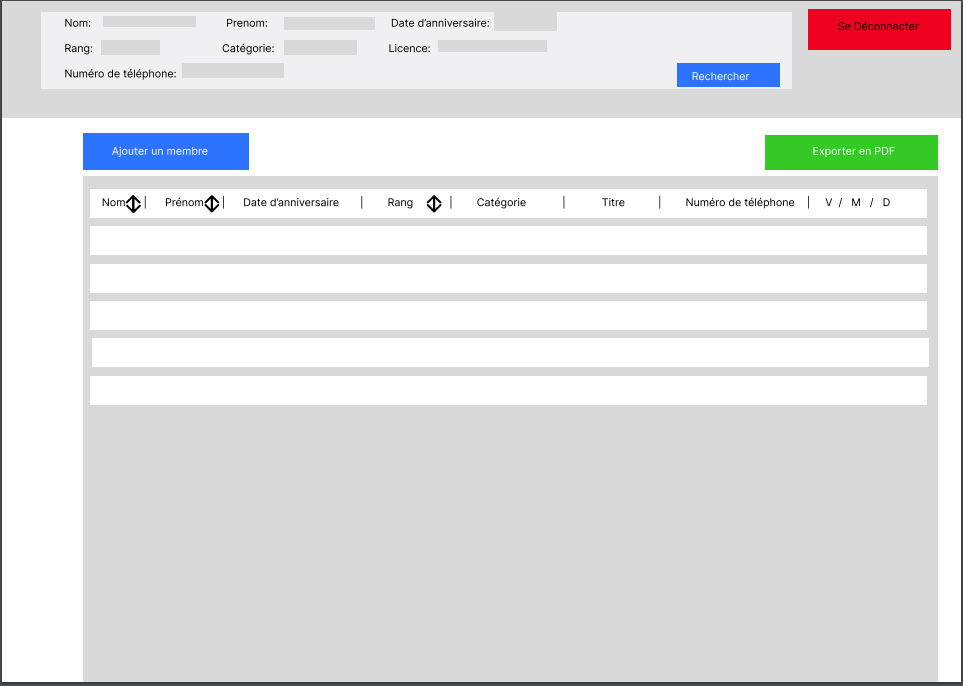 Nom: Prenom: Date d'anniversaire: Se Déconnecter
Rang: Catégorie: Licence:
Numéro de téléphone: Rechercher
Ajouter un membre Exporter en PDF
Nom | Prénom | Date d'anniversaire | Rang | Catégorie | Titre | Numéro de téléphone | V / M / D